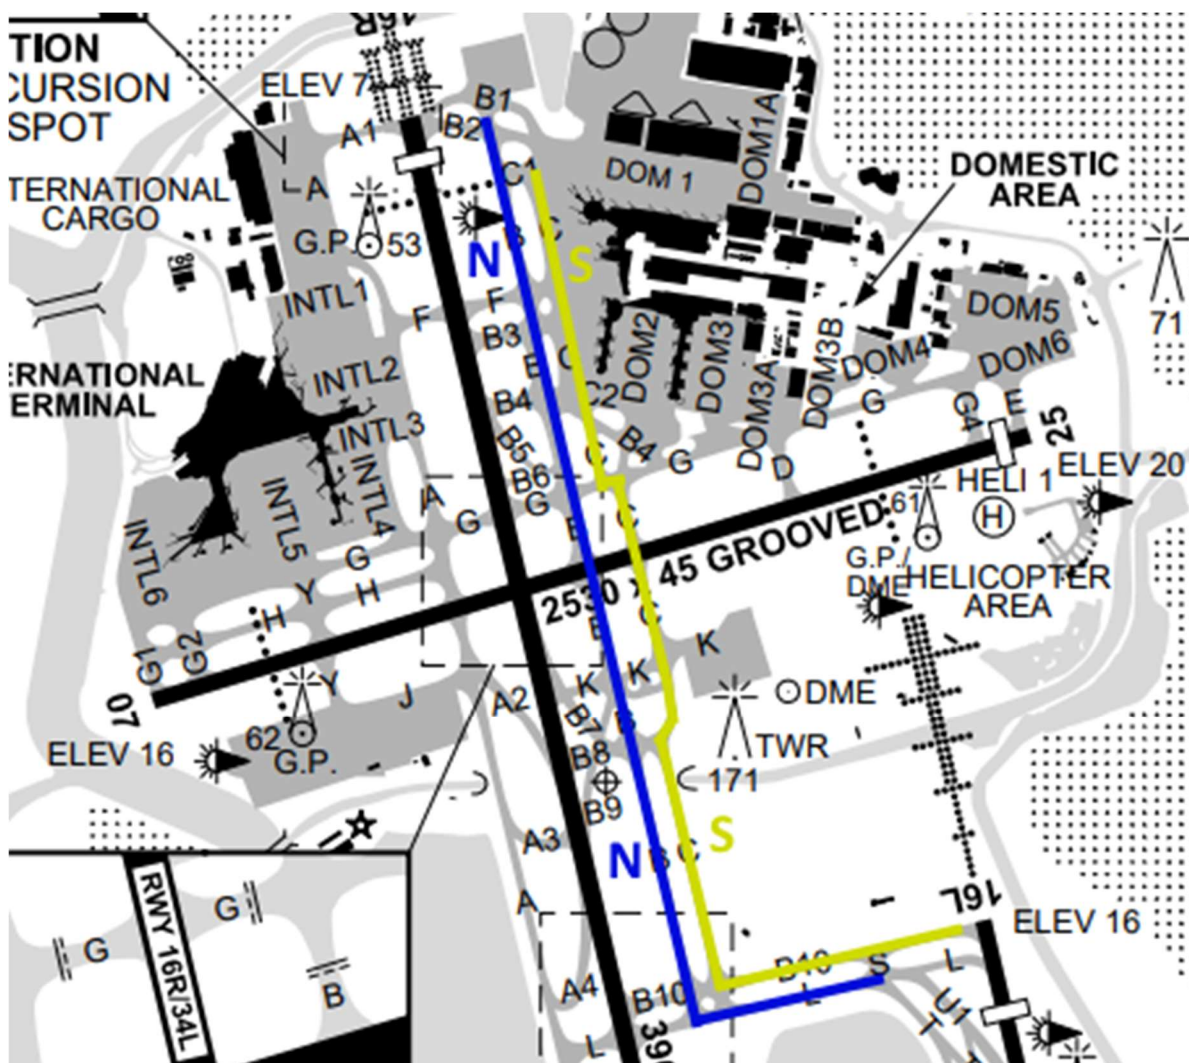 16R
TION
CURSION
SPOT
ELEV 7
A1
B1
B2
C1
DOM 1
DOM1A
DOMESTIC
AREA
TERNATIONAL
CARGO
A
G.P.
53
N
B
C
S
71
INTL1
F
F
B3
DOM2
DOM3
DOM3A
DOM3B
DOM4
DOM5
DOM6
ERNATIONAL
ERMINAL
INTL2
INTL3
INTL4
INTL5
INTL6
B4
C2
B4
B5
B6
C
G
D
G
G4
E
25
A
G
G
C
HELI 1
H
ELEV 20
61
G.P./
DME
HELICOPTER
AREA
2530 x 45 GROOVED
G
Y
H
H
G1
G2
07
C
K
K
K
DME
Y
J
A2
B7
B
62
G.P.
ELEV 16
B8
TWR
171
B9
A3
N
B
C
S
A
16L
ELEV 16
RWY 16R/34L
G
G
B
A4
B10
B10
L
S
L
U1
T
T
L
39